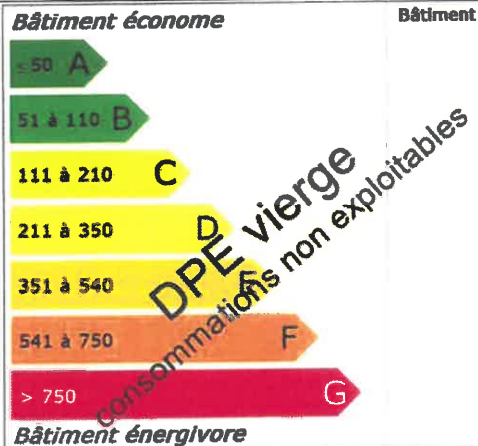 Bâtiment économe
Bâtiment
≤ 50 A
51 à 110 B
111 à 210 C
211 à 350 D
351 à 540 E
541 à 750 F
> 750 G
Bâtiment énergivore
DPE vierge
consommations non exploitables